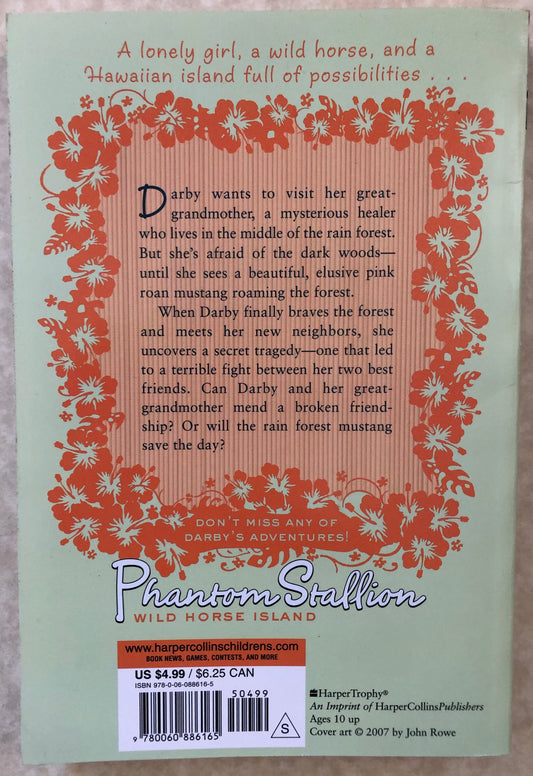 A lonely girl, a wild horse, and a
Hawaiian island full of possibilities . . .
Darby wants to visit her great-
grandmother, a mysterious healer
who lives in the middle of the rain forest.
But she's afraid of the dark woods—
until she sees a beautiful, elusive pink
roan mustang roaming the forest.
When Darby finally braves the forest
and meets her new neighbors, she
uncovers a secret tragedy—one that led
to a terrible fight between her two best
friends. Can Darby and her great-
grandmother mend a broken friend-
ship? Or will the rain forest mustang
save the day?
DON'T MISS ANY OF
DARBY'S ADVENTURES!
Phantom Stallion
WILD HORSE ISLAND
www.harpercollinschildrens.com
BOOK NEWS, GAMES, CONTESTS, AND MORE
US $4.99 / $6.25 CAN
ISBN 978-0-06-088616-5
50499
S
9 780060 886165
HarperTrophy®
An Imprint of HarperCollinsPublishers
Ages 10 up
Cover art © 2007 by John Rowe